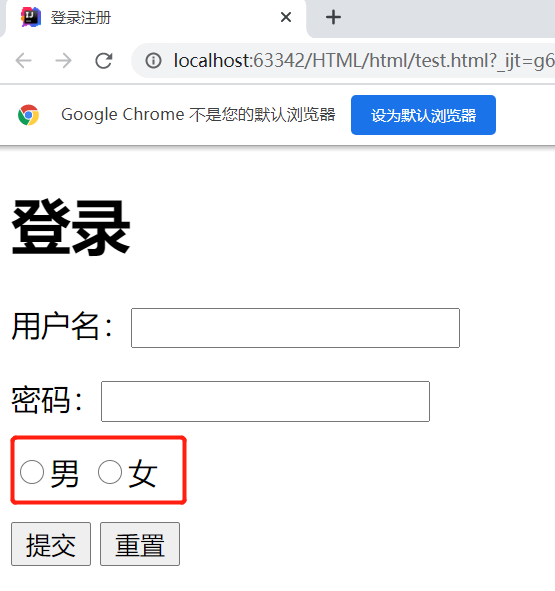 登录注册
localhost:63342/HTML/html/test.html?_ijt=g6
Google Chrome 不是您的默认浏览器 设为默认浏览器
登录
用户名：
密码：
男 女
提交 重置